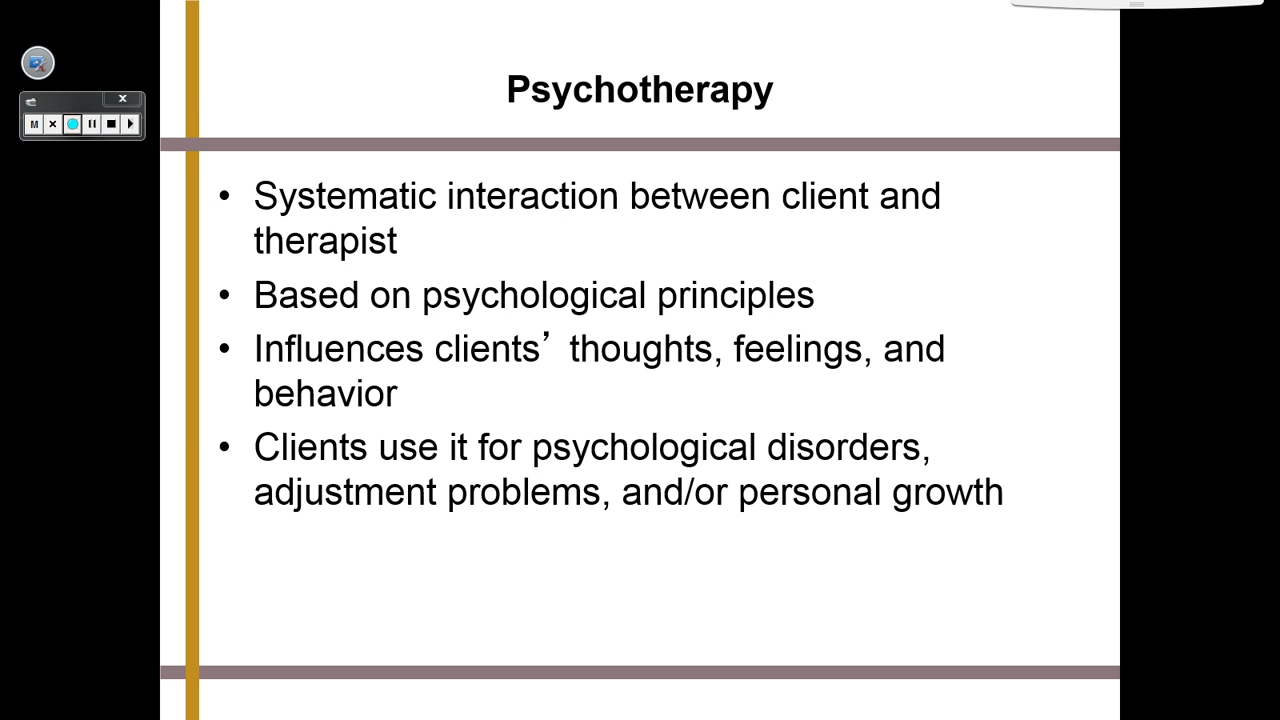 Psychotherapy
M
• Systematic interaction between client and
therapist
• Based on psychological principles
• Influences clients’ thoughts, feelings, and
behavior
• Clients use it for psychological disorders,
adjustment problems, and/or personal growth